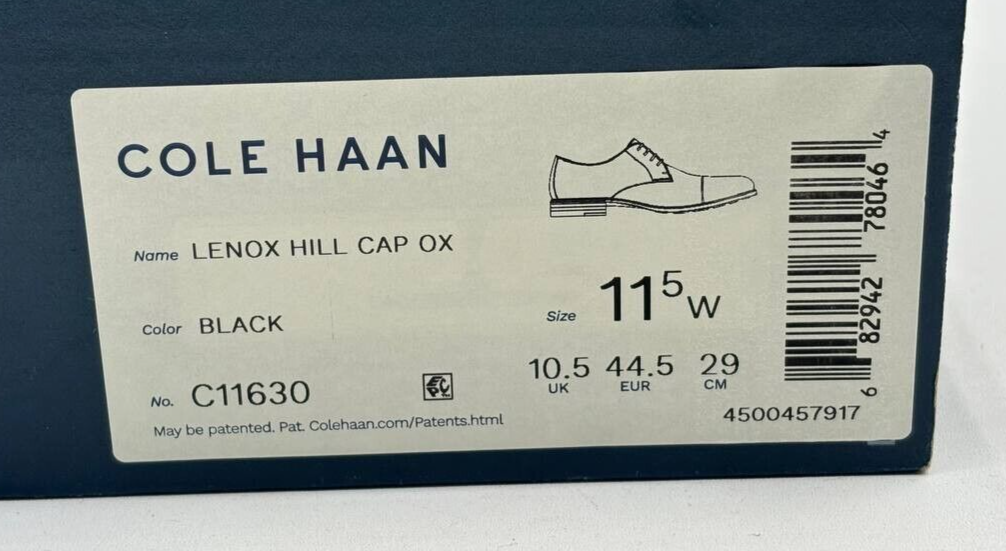 COLE HAAN
Name LENOX HILL CAP OX
Color BLACK
No. C11630
May be patented. Pat. Colehaan.com/Patents.html
Size 11⁵ W
10.5 44.5 29
UK EUR CM
6 82942 78046 4
4500457917